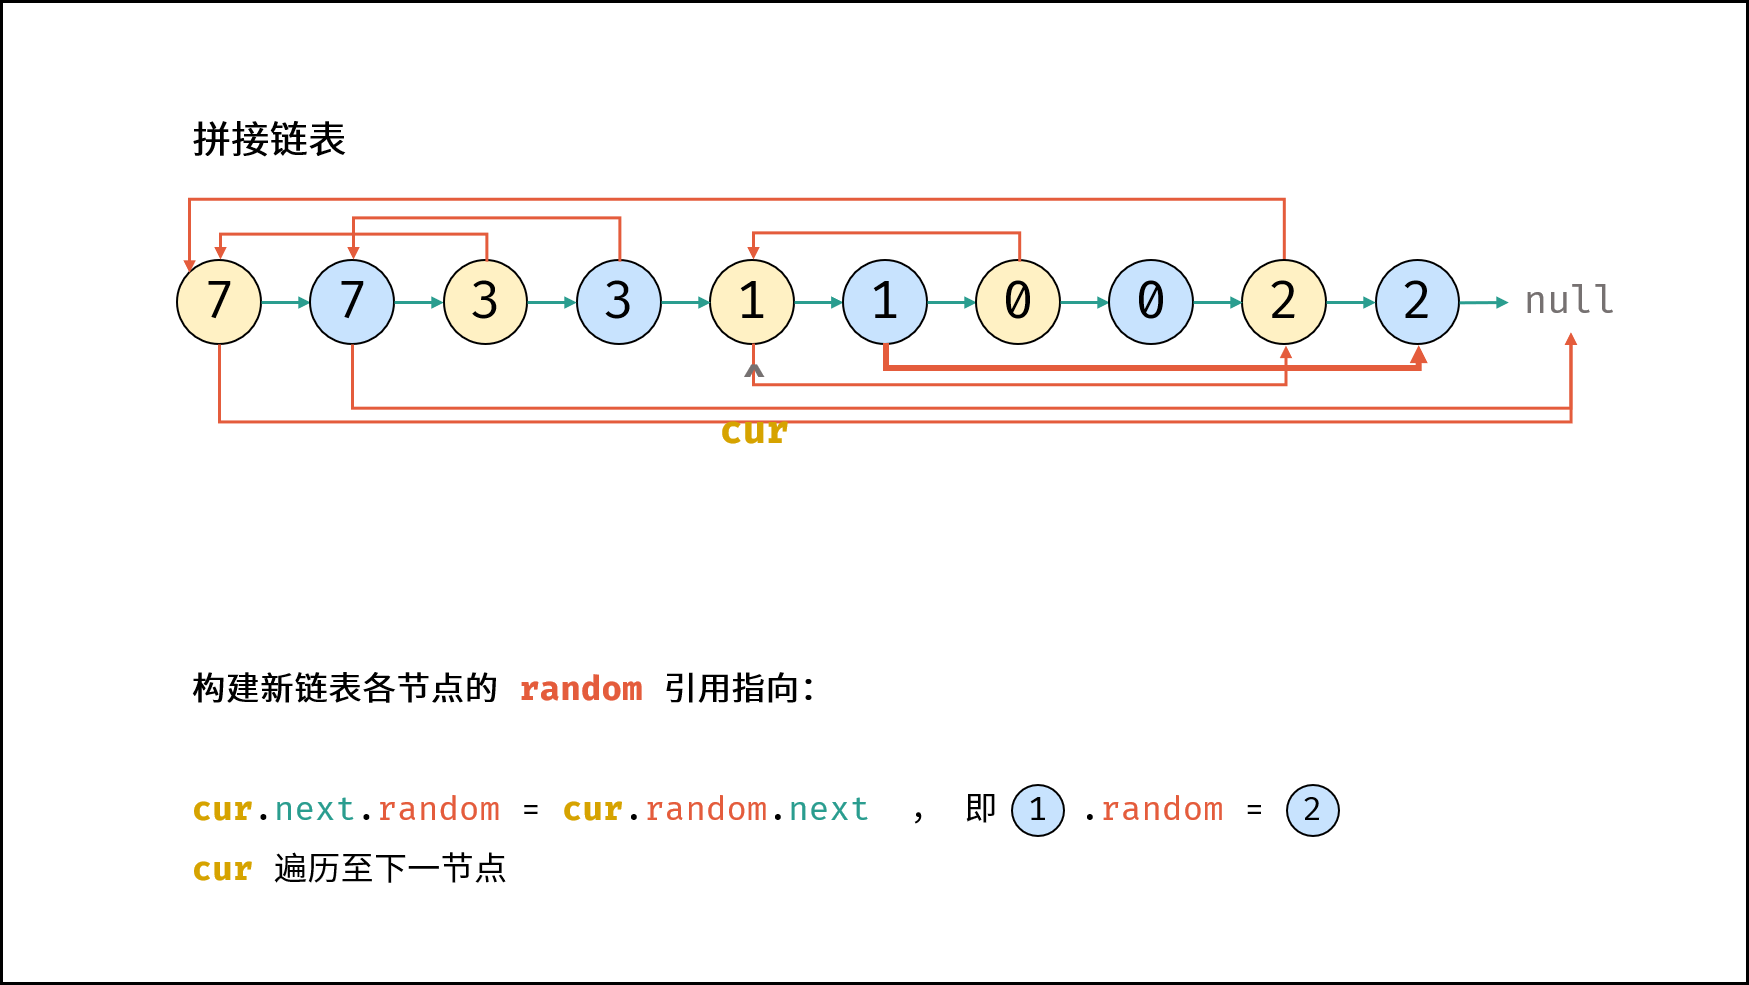 拼接链表
7 7 3 3 1 1 0 0 2 2 null
^
cur
构建新链表各节点的 random 引用指向：
cur.next.random = cur.random.next ， 即 1 .random = 2
cur 遍历至下一节点